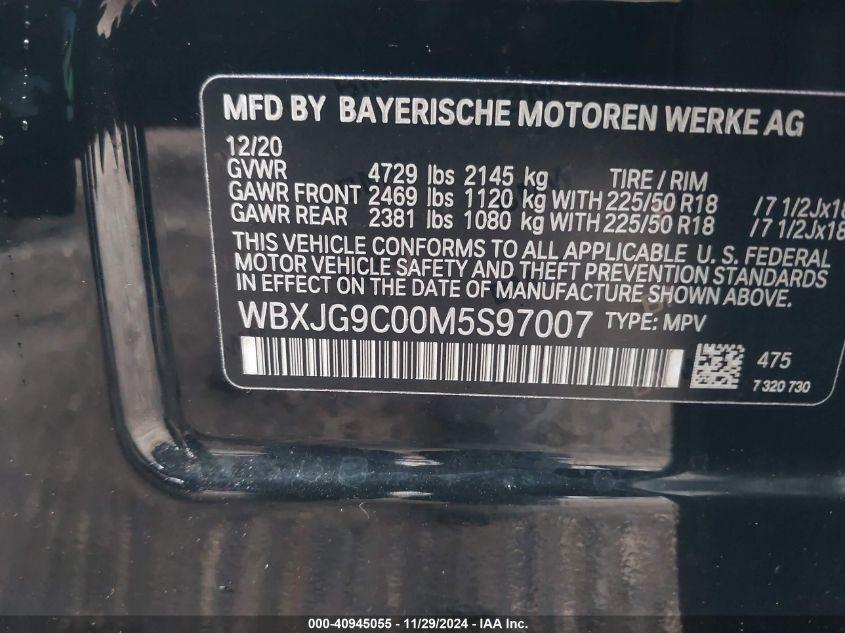 MFD BY BAYERISCHE MOTOREN WERKE AG
12/20
GVWR 4729 lbs 2145 kg TIRE / RIM
GAWR FRONT 2469 lbs 1120 kg WITH 225/50 R18 /7 1/2Jx18
GAWR REAR 2381 lbs 1080 kg WITH 225/50 R18 /7 1/2Jx18
THIS VEHICLE CONFORMS TO ALL APPLICABLE U. S. FEDERAL
MOTOR VEHICLE SAFETY AND THEFT PREVENTION STANDARDS
IN EFFECT ON THE DATE OF MANUFACTURE SHOWN ABOVE.
WBXJG9C00M5S97007 TYPE: MPV
475
7 320 730
000-40945055 - 11/29/2024 - IAA Inc.